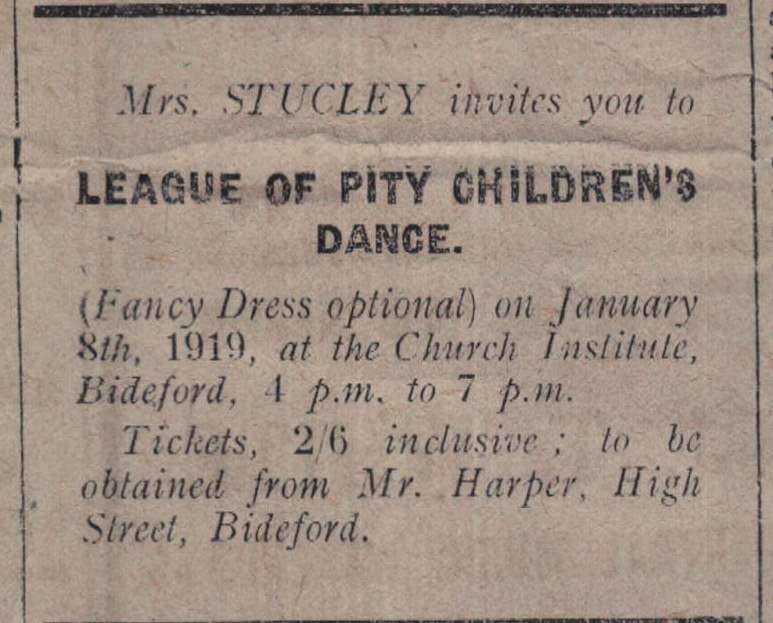 Mrs. STUCLEY invites you to
LEAGUE OF PITY CHILDREN'S
DANCE.
(Fancy Dress optional) on January
8th, 1919, at the Church Institute,
Bideford, 4 p.m. to 7 p.m.
Tickets, 2/6 inclusive ; to be
obtained from Mr. Harper, High
Street, Bideford.